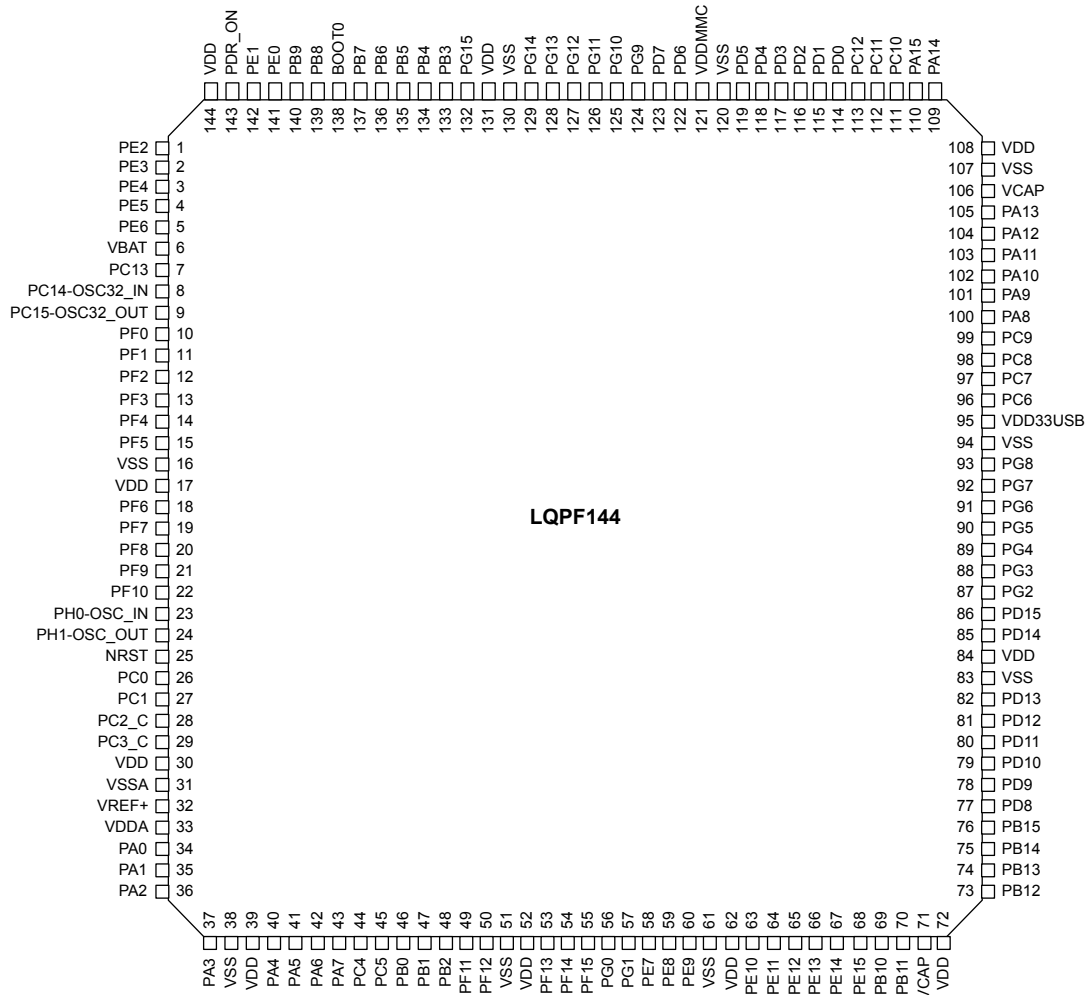 VDD
PDR_ON
PE1
PE0
PB9
PB8
BOOT0
PB7
PB6
PB5
PB4
PB3
PG15
VDD
VSS
PG14
PG13
PG12
PG11
PG10
PG9
PD7
PD6
VDDMMC
VSS
PD5
PD4
PD3
PD2
PD1
PD0
PC12
PC11
PC10
PA15
PA14
144
143
142
141
140
139
138
137
136
135
134
133
132
131
130
129
128
127
126
125
124
123
122
121
120
119
118
117
116
115
114
113
112
111
110
109
PE2 1
PE3 2
PE4 3
PE5 4
PE6 5
VBAT 6
PC13 7
PC14-OSC32_IN 8
PC15-OSC32_OUT 9
PF0 10
PF1 11
PF2 12
PF3 13
PF4 14
PF5 15
VSS 16
VDD 17
PF6 18
PF7 19
PF8 20
PF9 21
PF10 22
PH0-OSC_IN 23
PH1-OSC_OUT 24
NRST 25
PC0 26
PC1 27
PC2_C 28
PC3_C 29
VDD 30
VSSA 31
VREF+ 32
VDDA 33
PA0 34
PA1 35
PA2 36
LQPF144
108 VDD
107 VSS
106 VCAP
105 PA13
104 PA12
103 PA11
102 PA10
101 PA9
100 PA8
99 PC9
98 PC8
97 PC7
96 PC6
95 VDD33USB
94 VSS
93 PG8
92 PG7
91 PG6
90 PG5
89 PG4
88 PG3
87 PG2
86 PD15
85 PD14
84 VDD
83 VSS
82 PD13
81 PD12
80 PD11
79 PD10
78 PD9
77 PD8
76 PB15
75 PB14
74 PB13
73 PB12
37
38
39
40
41
42
43
44
45
46
47
48
49
50
51
52
53
54
55
56
57
58
59
60
61
62
63
64
65
66
67
68
69
70
71
72
PA3
VSS
VDD
PA4
PA5
PA6
PA7
PC4
PC5
PB0
PB1
PB2
PF11
PF12
VSS
VDD
PF13
PF14
PF15
PG0
PG1
PE7
PE8
PE9
VSS
VDD
PE10
PE11
PE12
PE13
PE14
PE15
PB10
PB11
VCAP
VDD